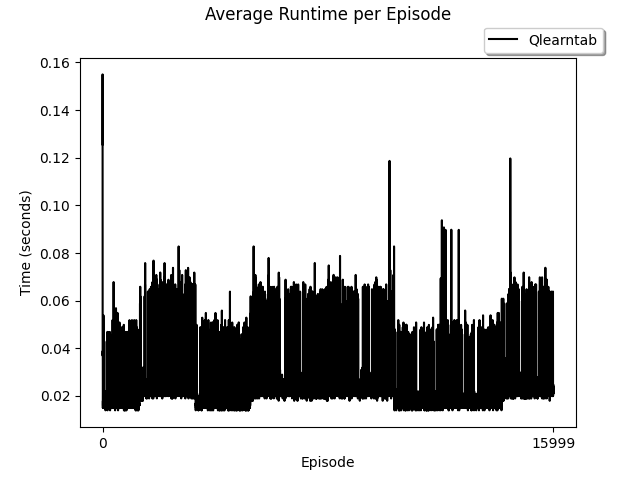 Average Runtime per Episode
Qlearntab
0.16
0.14
0.12
0.10
0.08
0.06
0.04
0.02
Time (seconds)
0
15999
Episode